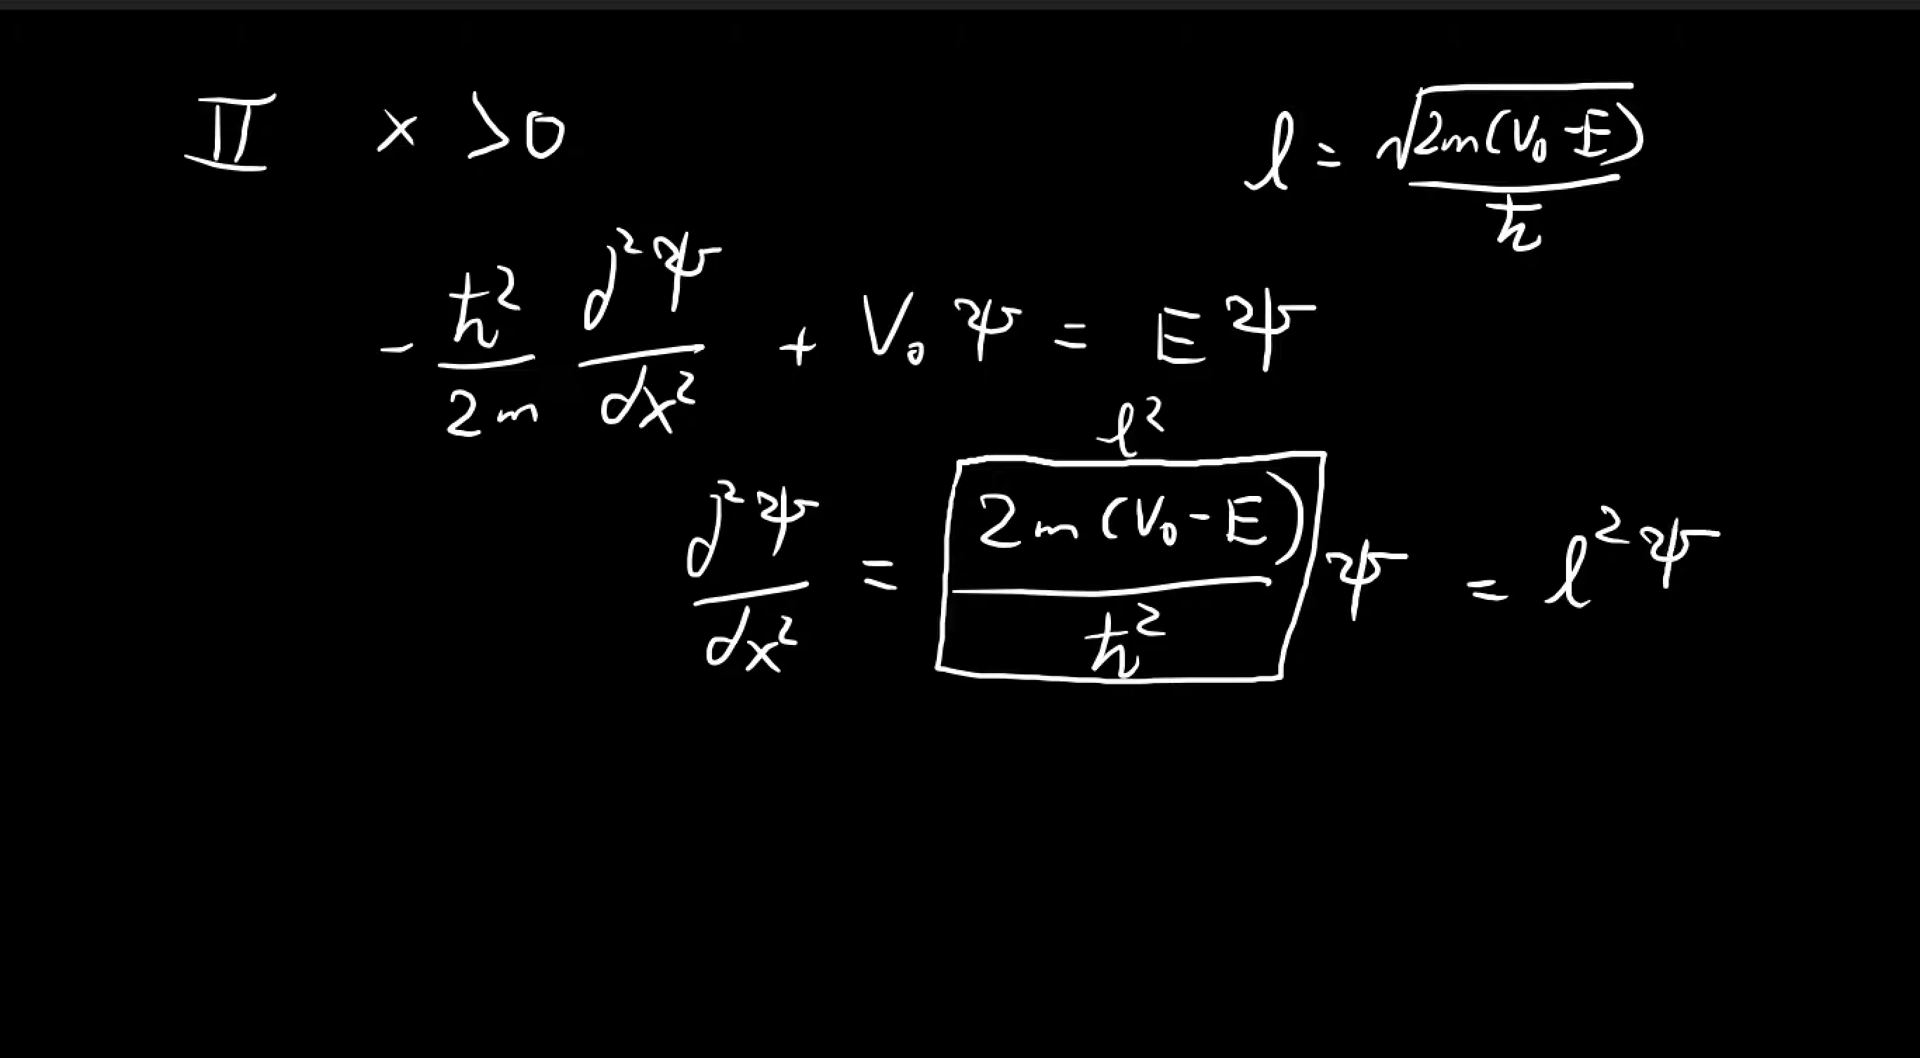 II x > 0
l = √(2m(V₀ - E)) / ħ
- ħ²/2m d²ψ/dx² + V₀ψ = Eψ
l²
d²ψ/dx² = 2m(V₀ - E)/ħ² ψ = l²ψ